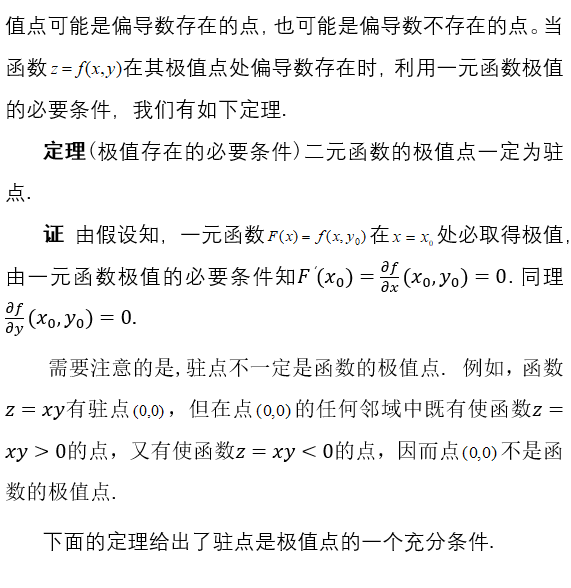 值点可能是偏导数存在的点,也可能是偏导数不存在的点.当
函数 z = f(x,y) 在其极值点处偏导数存在时,利用一元函数极值
的必要条件,我们有如下定理.
定理(极值存在的必要条件)二元函数的极值点一定为驻
点.
证 由假设知,一元函数 F(x) = f(x,y₀) 在 x = x₀ 处必取得极值,
由一元函数极值的必要条件知F′(x₀) = ∂f/∂x (x₀,y₀) = 0. 同理
∂f/∂y (x₀,y₀) = 0.
需要注意的是,驻点不一定是函数的极值点. 例如,函数
z = xy有驻点(0,0),但在点(0,0)的任何邻域中既有使函数z =
xy > 0的点,又有使函数z = xy < 0的点,因而点(0,0)不是函
数的极值点.
下面的定理给出了驻点是极值点的一个充分条件.